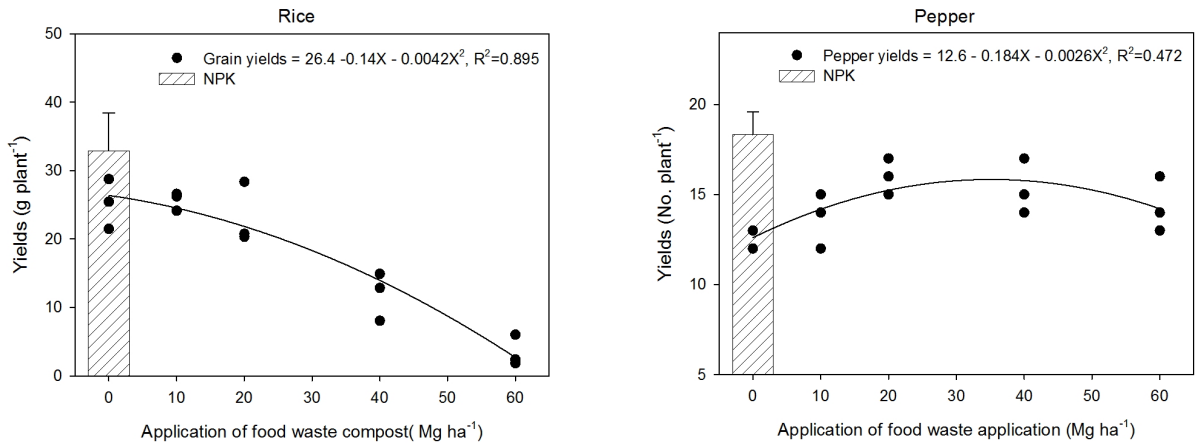 Rice
Grain yields = 26.4 -0.14X - 0.0042X², R²=0.895
NPK
50
40
30
20
10
0
Yields (g plant⁻¹)
0 10 20 30 40 50 60
Application of food waste compost( Mg ha⁻¹)
Pepper
Pepper yields = 12.6 - 0.184X - 0.0026X², R²=0.472
NPK
20
15
10
5
Yields (No. plant⁻¹)
0 10 20 30 40 50 60
Application of food waste application (Mg ha⁻¹)